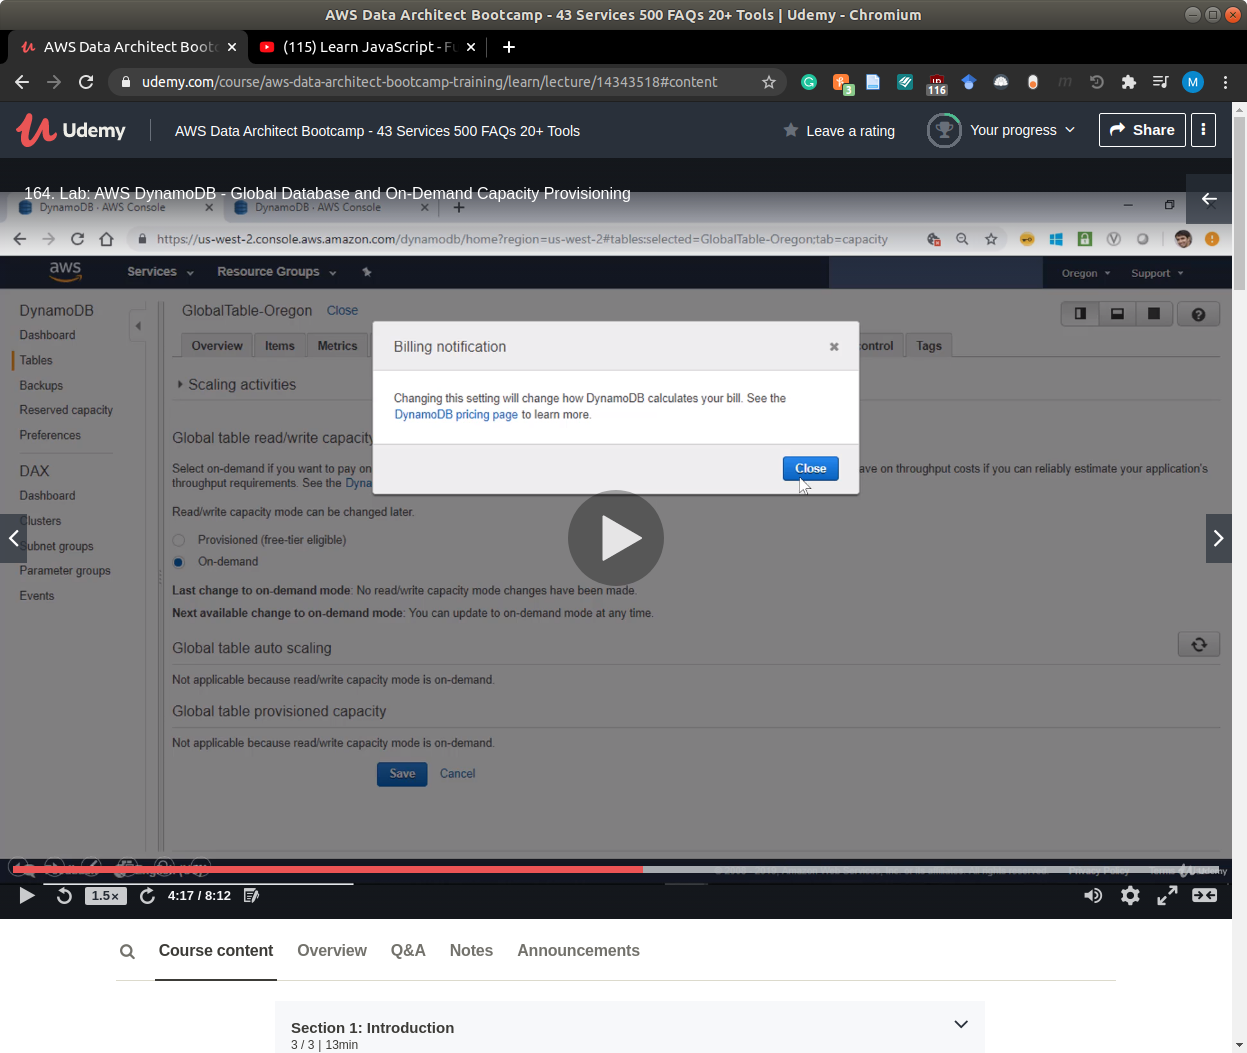 AWS Data Architect Bootcamp - 43 Services 500 FAQs 20+ Tools | Udemy - Chromium
AWS Data Architect Bootc
(115) Learn JavaScript - Fu
udemy.com/course/aws-data-architect-bootcamp-training/learn/lecture/14343518#content
3
116
M
Udemy
AWS Data Architect Bootcamp - 43 Services 500 FAQs 20+ Tools
Leave a rating
Your progress
Share
164. Lab: AWS DynamoDB - Global Database and On-Demand Capacity Provisioning
DynamoDB · AWS Console
DynamoDB · AWS Console
https://us-west-2.console.aws.amazon.com/dynamodb/home?region=us-west-2#tables:selected=GlobalTable-Oregon;tab=capacity
aws
Services
Resource Groups
Oregon
Support
DynamoDB
Dashboard
Tables
Backups
Reserved capacity
Preferences
DAX
Dashboard
Clusters
Subnet groups
Parameter groups
Events
GlobalTable-Oregon
Close
Overview
Items
Metrics
ontrol
Tags
Scaling activities
Billing notification
Changing this setting will change how DynamoDB calculates your bill. See the
DynamoDB pricing page to learn more.
Close
Global table read/write capacity
Select on-demand if you want to pay on
ave on throughput costs if you can reliably estimate your application's
throughput requirements. See the Dyna
Read/write capacity mode can be changed later.
Provisioned (free-tier eligible)
On-demand
Last change to on-demand mode: No read/write capacity mode changes have been made.
Next available change to on-demand mode: You can update to on-demand mode at any time.
Global table auto scaling
Not applicable because read/write capacity mode is on-demand.
Global table provisioned capacity
Not applicable because read/write capacity mode is on-demand.
Save
Cancel
Privacy Policy
Udemy
1.5×
4:17 / 8:12
Course content
Overview
Q&A
Notes
Announcements
Section 1: Introduction
3 / 3 | 13min